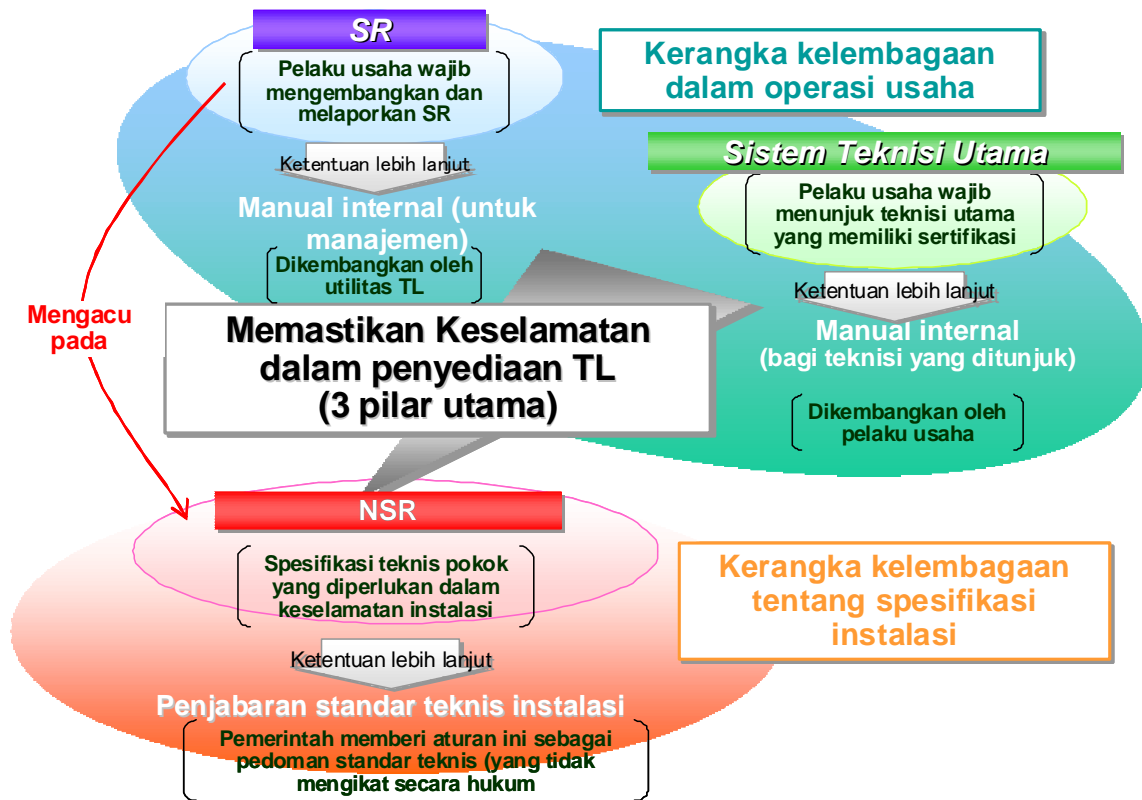 SR
Pelaku usaha wajib
mengembangkan dan
melaporkan SR
Ketentuan lebih lanjut
Manual internal (untuk
manajemen)
Dikembangkan oleh
utilitas TL
Kerangka kelembagaan
dalam operasi usaha
Sistem Teknisi Utama
Pelaku usaha wajib
menunjuk teknisi utama
yang memiliki sertifikasi
Ketentuan lebih lanjut
Manual internal
(bagi teknisi yang ditunjuk)
Dikembangkan oleh
pelaku usaha
Mengacu
pada
Memastikan Keselamatan
dalam penyediaan TL
(3 pilar utama)
NSR
Spesifikasi teknis pokok
yang diperlukan dalam
keselamatan instalasi
Ketentuan lebih lanjut
Penjabaran standar teknis instalasi
Pemerintah memberi aturan ini sebagai
pedoman standar teknis (yang tidak
mengikat secara hukum
Kerangka kelembagaan
tentang spesifikasi
instalasi